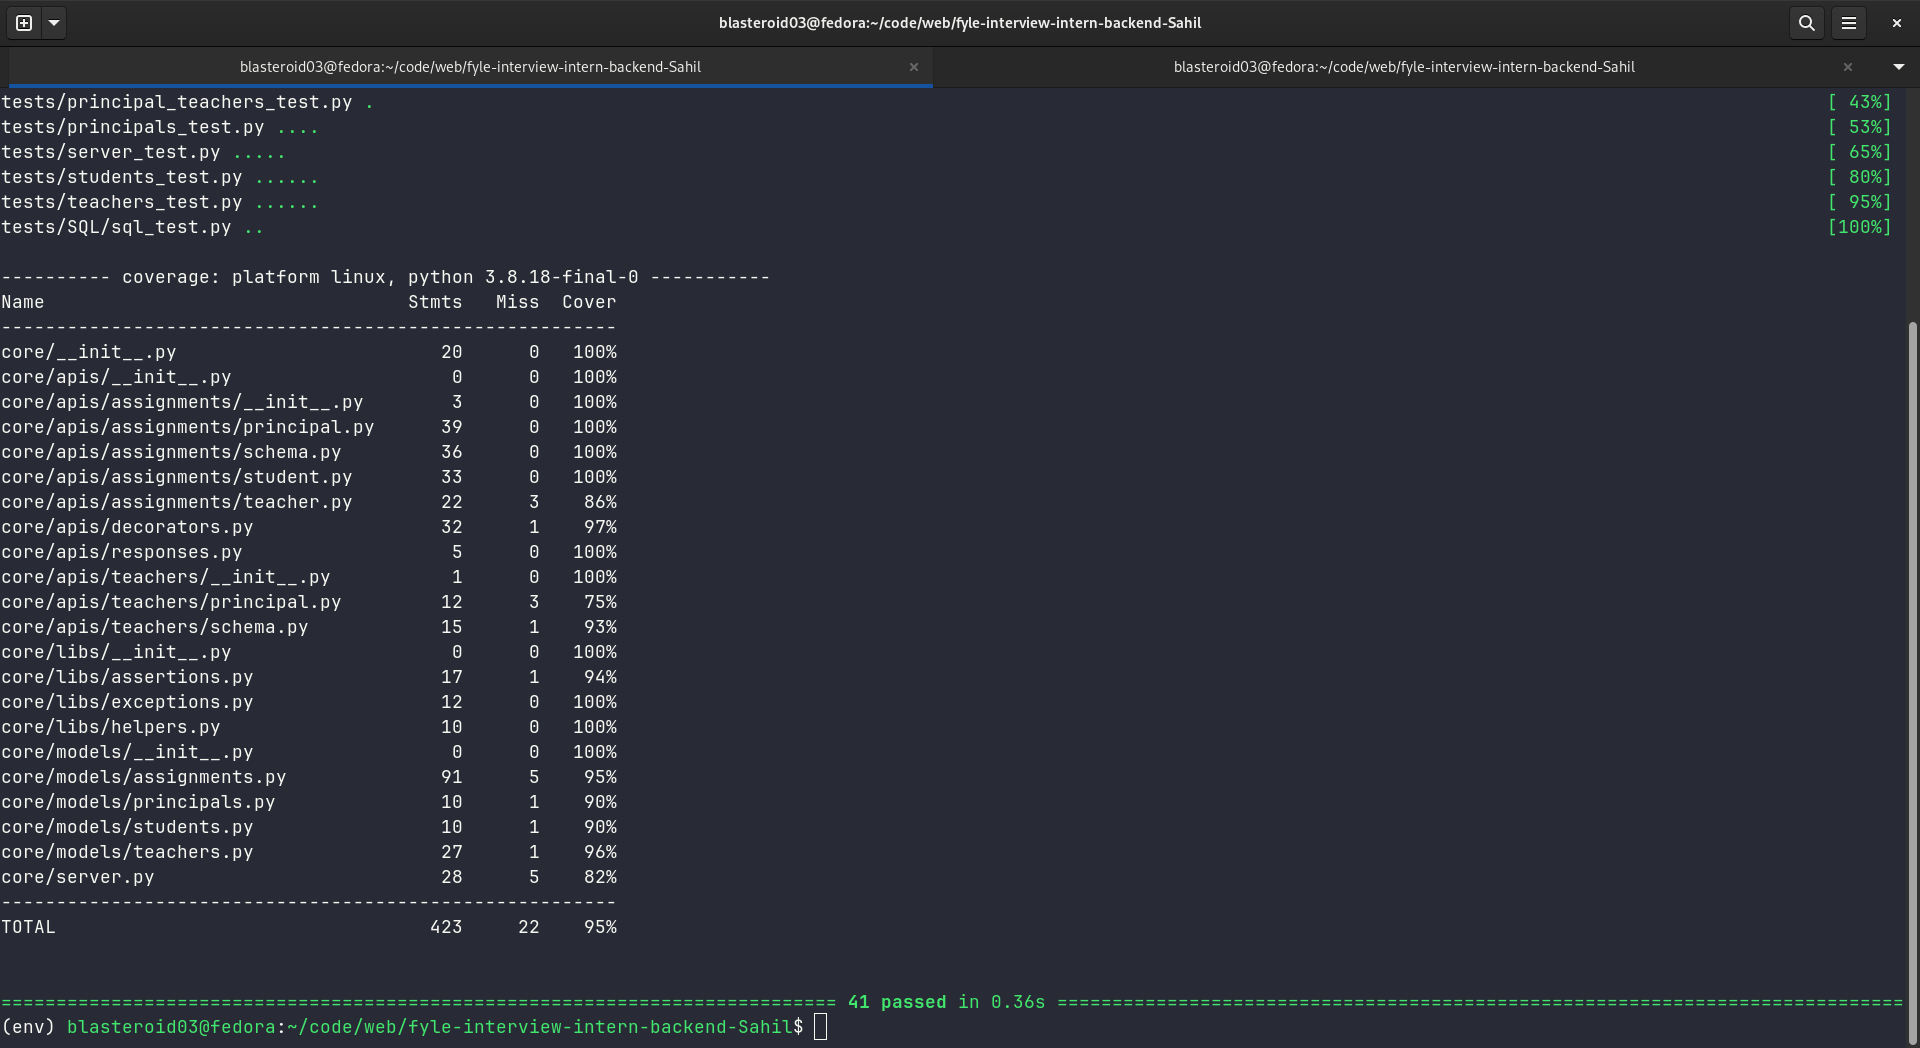 blasteroid03@fedora:~/code/web/fyle-interview-intern-backend-Sahil
blasteroid03@fedora:~/code/web/fyle-interview-intern-backend-Sahil
blasteroid03@fedora:~/code/web/fyle-interview-intern-backend-Sahil
tests/principal_teachers_test.py . [ 43%]
tests/principals_test.py .... [ 53%]
tests/server_test.py ..... [ 65%]
tests/students_test.py ...... [ 80%]
tests/teachers_test.py ...... [ 95%]
tests/SQL/sql_test.py .. [100%]
---------- coverage: platform linux, python 3.8.18-final-0 -----------
Name Stmts Miss Cover
--------------------------------------------------------
core/__init__.py 20 0 100%
core/apis/__init__.py 0 0 100%
core/apis/assignments/__init__.py 3 0 100%
core/apis/assignments/principal.py 39 0 100%
core/apis/assignments/schema.py 36 0 100%
core/apis/assignments/student.py 33 0 100%
core/apis/assignments/teacher.py 22 3 86%
core/apis/decorators.py 32 1 97%
core/apis/responses.py 5 0 100%
core/apis/teachers/__init__.py 1 0 100%
core/apis/teachers/principal.py 12 3 75%
core/apis/teachers/schema.py 15 1 93%
core/libs/__init__.py 0 0 100%
core/libs/assertions.py 17 1 94%
core/libs/exceptions.py 12 0 100%
core/libs/helpers.py 10 0 100%
core/models/__init__.py 0 0 100%
core/models/assignments.py 91 5 95%
core/models/principals.py 10 1 90%
core/models/students.py 10 1 90%
core/models/teachers.py 27 1 96%
core/server.py 28 5 82%
--------------------------------------------------------
TOTAL 423 22 95%
============================================================================ 41 passed in 0.36s =============================================================================
(env) blasteroid03@fedora:~/code/web/fyle-interview-intern-backend-Sahil$